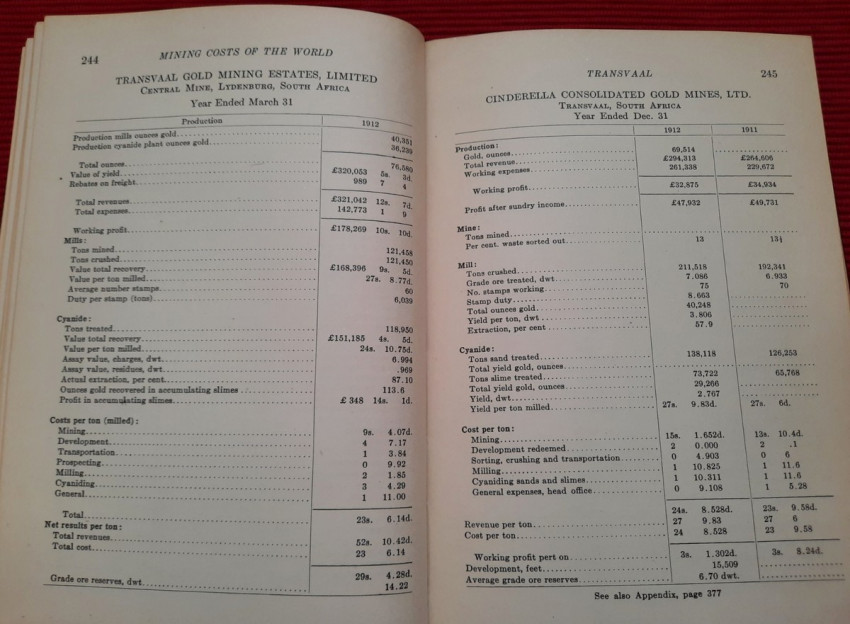 244
MINING COSTS OF THE WORLD
TRANSVAAL GOLD MINING ESTATES, LIMITED
CENTRAL MINE, LYDENBURG, SOUTH AFRICA
Year Ended March 31
Production 1912
Production mills ounces gold 40,351
Production cyanide plant ounces gold 36,239
Total ounces
Value of yield £320,053 5s. 3d.
Rebates on freight 989 7 4
Total revenues £321,042 12s. 7d.
Total expenses 142,773 1 9
Working profit £178,269 10s. 10d.
Mills:
Tons mined 121,456
Tons crushed 121,456
Value total recovery £168,396 9s. 5d.
Value per ton milled 27s. 8.77d.
Average number stamps 60
Duty per stamp (tons) 6,039
Cyanide:
Tons treated 118,950
Value total recovery £151,185 4s. 5d.
Value per ton milled 24s. 10.75d.
Assay value, charges, dwt. 6.994
Assay value, residues, dwt. .969
Actual extraction, per cent. 87.10
Ounces gold recovered in accumulating slimes 113.6
Profit in accumulating slimes £ 348 14s. 1d.
Costs per ton (milled):
Mining 9s. 4.07d.
Development 4 7.17
Transportation 1 3.84
Prospecting 0 9.92
Milling 2 1.85
Cyaniding 3 4.29
General 1 11.00
Total 23s. 6.14d.
Net results per ton:
Total revenues 52s. 10.42d.
Total cost 23 6.14
29s. 4.28d.
Grade ore reserves, dwt. 14.22
TRANSVAAL
245
CINDERELLA CONSOLIDATED GOLD MINES, LTD.
TRANSVAAL, SOUTH AFRICA
Year Ended Dec. 31
1912 1911
Production:
Gold, ounces 69,514
Total revenue £294,313 £264,606
Working expenses 261,338 229,672
Working profit £32,875 £34,934
Profit after sundry income £47,932 £49,731
Mine:
Tons mined
Per cent. waste sorted out 13 13½
Mill:
Tons crushed 211,518 192,341
Grade ore treated, dwt 7.086 6.933
No. stamps working 75 70
Stamp duty 8.663
Total ounces gold 40,248
Yield per ton, dwt 3.806
Extraction, per cent 57.9
Cyanide:
Tons sand treated 138,118 126,253
Total yield gold, ounces
Tons slime treated 73,722 65,768
Total yield gold, ounces 29,266
Yield, dwt 2.767
Yield per ton milled 27s. 9.83d. 27s. 6d.
Cost per ton:
Mining 15s. 1.652d. 13s. 10.4d.
Development redeemed 2 0.000 2 .1
Sorting, crushing and transportation 0 4.903 0 6
Milling 1 10.825 1 11.6
Cyaniding sands and slimes 1 10.311 1 11.6
General expenses, head office 0 9.108 1 5.28
24s. 8.528d. 23s. 9.58d.
Revenue per ton 27 9.83 27 6
Cost per ton 24 8.528 23 9.58
Working profit pert on 3s. 1.302d. 3s. 8.24d.
Development, feet 15,509
Average grade ore reserves 6.70 dwt.
See also Appendix, page 377